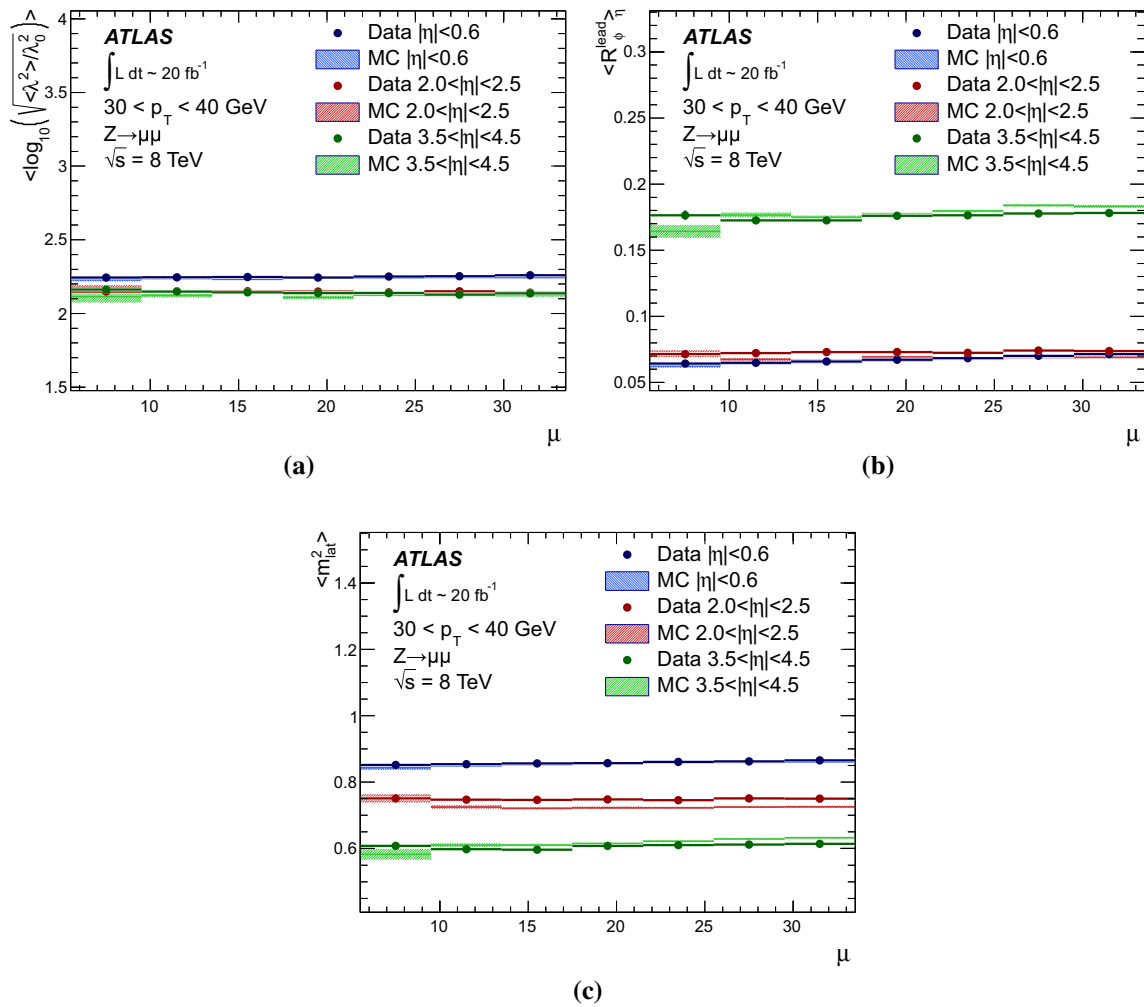 <log₁₀(√<λ²>/λ₀²)>
4
3.5
3
2.5
2
1.5
ATLAS
∫L dt ~ 20 fb⁻¹
30 < p_T < 40 GeV
Z→μμ
√s = 8 TeV
Data |η|<0.6
MC |η|<0.6
Data 2.0<|η|<2.5
MC 2.0<|η|<2.5
Data 3.5<|η|<4.5
MC 3.5<|η|<4.5
10 15 20 25 30
μ
(a)
<R_φ^lead>_η
0.3
0.25
0.2
0.15
0.1
0.05
ATLAS
∫L dt ~ 20 fb⁻¹
30 < p_T < 40 GeV
Z→μμ
√s = 8 TeV
Data |η|<0.6
MC |η|<0.6
Data 2.0<|η|<2.5
MC 2.0<|η|<2.5
Data 3.5<|η|<4.5
MC 3.5<|η|<4.5
10 15 20 25 30
μ
(b)
<m²_lat>
1.4
1.2
1
0.8
0.6
ATLAS
∫L dt ~ 20 fb⁻¹
30 < p_T < 40 GeV
Z→μμ
√s = 8 TeV
Data |η|<0.6
MC |η|<0.6
Data 2.0<|η|<2.5
MC 2.0<|η|<2.5
Data 3.5<|η|<4.5
MC 3.5<|η|<4.5
10 15 20 25 30
μ
(c)